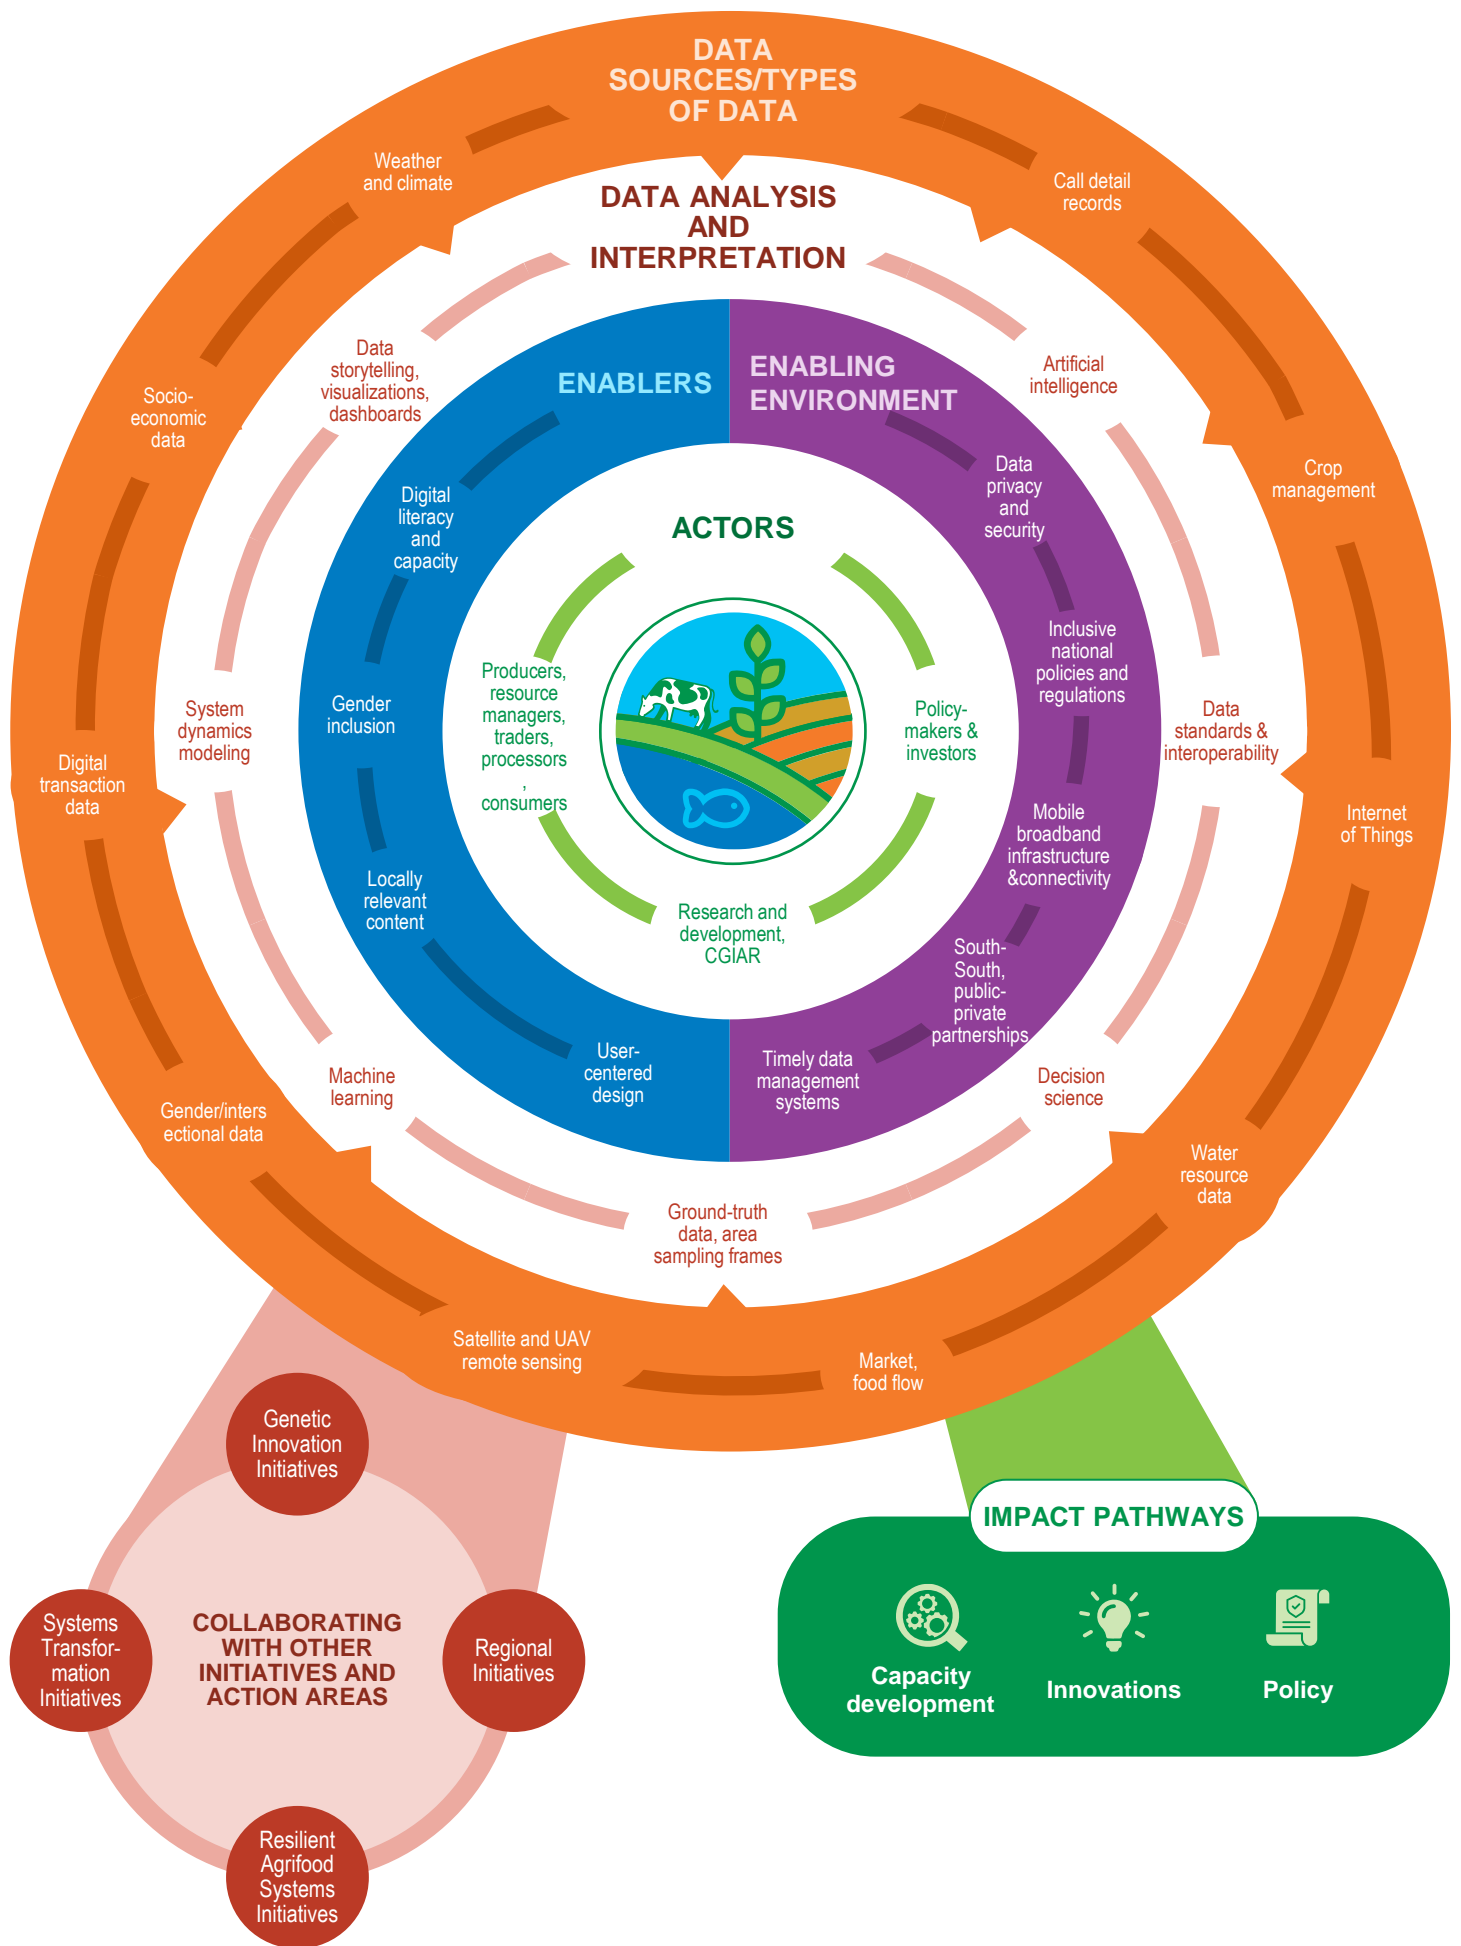 DATA
SOURCES/TYPES
OF DATA
Weather
and climate
Call detail
records
Socio-
economic
data
Crop
management
Digital
transaction
data
Internet
of Things
Gender/inters
ectional data
Water
resource
data
Satellite and UAV
remote sensing
Market,
food flow
DATA ANALYSIS
AND
INTERPRETATION
Data
storytelling,
visualizations,
dashboards
Artificial
intelligence
System
dynamics
modeling
Data
standards &
interoperability
Machine
learning
Decision
science
Ground-truth
data, area
sampling frames
ENABLERS
Digital
literacy
and
capacity
Gender
inclusion
Locally
relevant
content
User-
centered
design
ENABLING
ENVIRONMENT
Data
privacy
and
security
Inclusive
national
policies and
regulations
Mobile
broadband
infrastructure
&connectivity
South-
South,
public-
private
partnerships
Timely data
management
systems
ACTORS
Producers,
resource
managers,
traders,
processors
,
consumers
Policy-
makers &
investors
Research and
development,
CGIAR
Genetic
Innovation
Initiatives
Systems
Transfor-
mation
Initiatives
COLLABORATING
WITH OTHER
INITIATIVES AND
ACTION AREAS
Regional
Initiatives
Resilient
Agrifood
Systems
Initiatives
IMPACT PATHWAYS
Capacity
development
Innovations
Policy